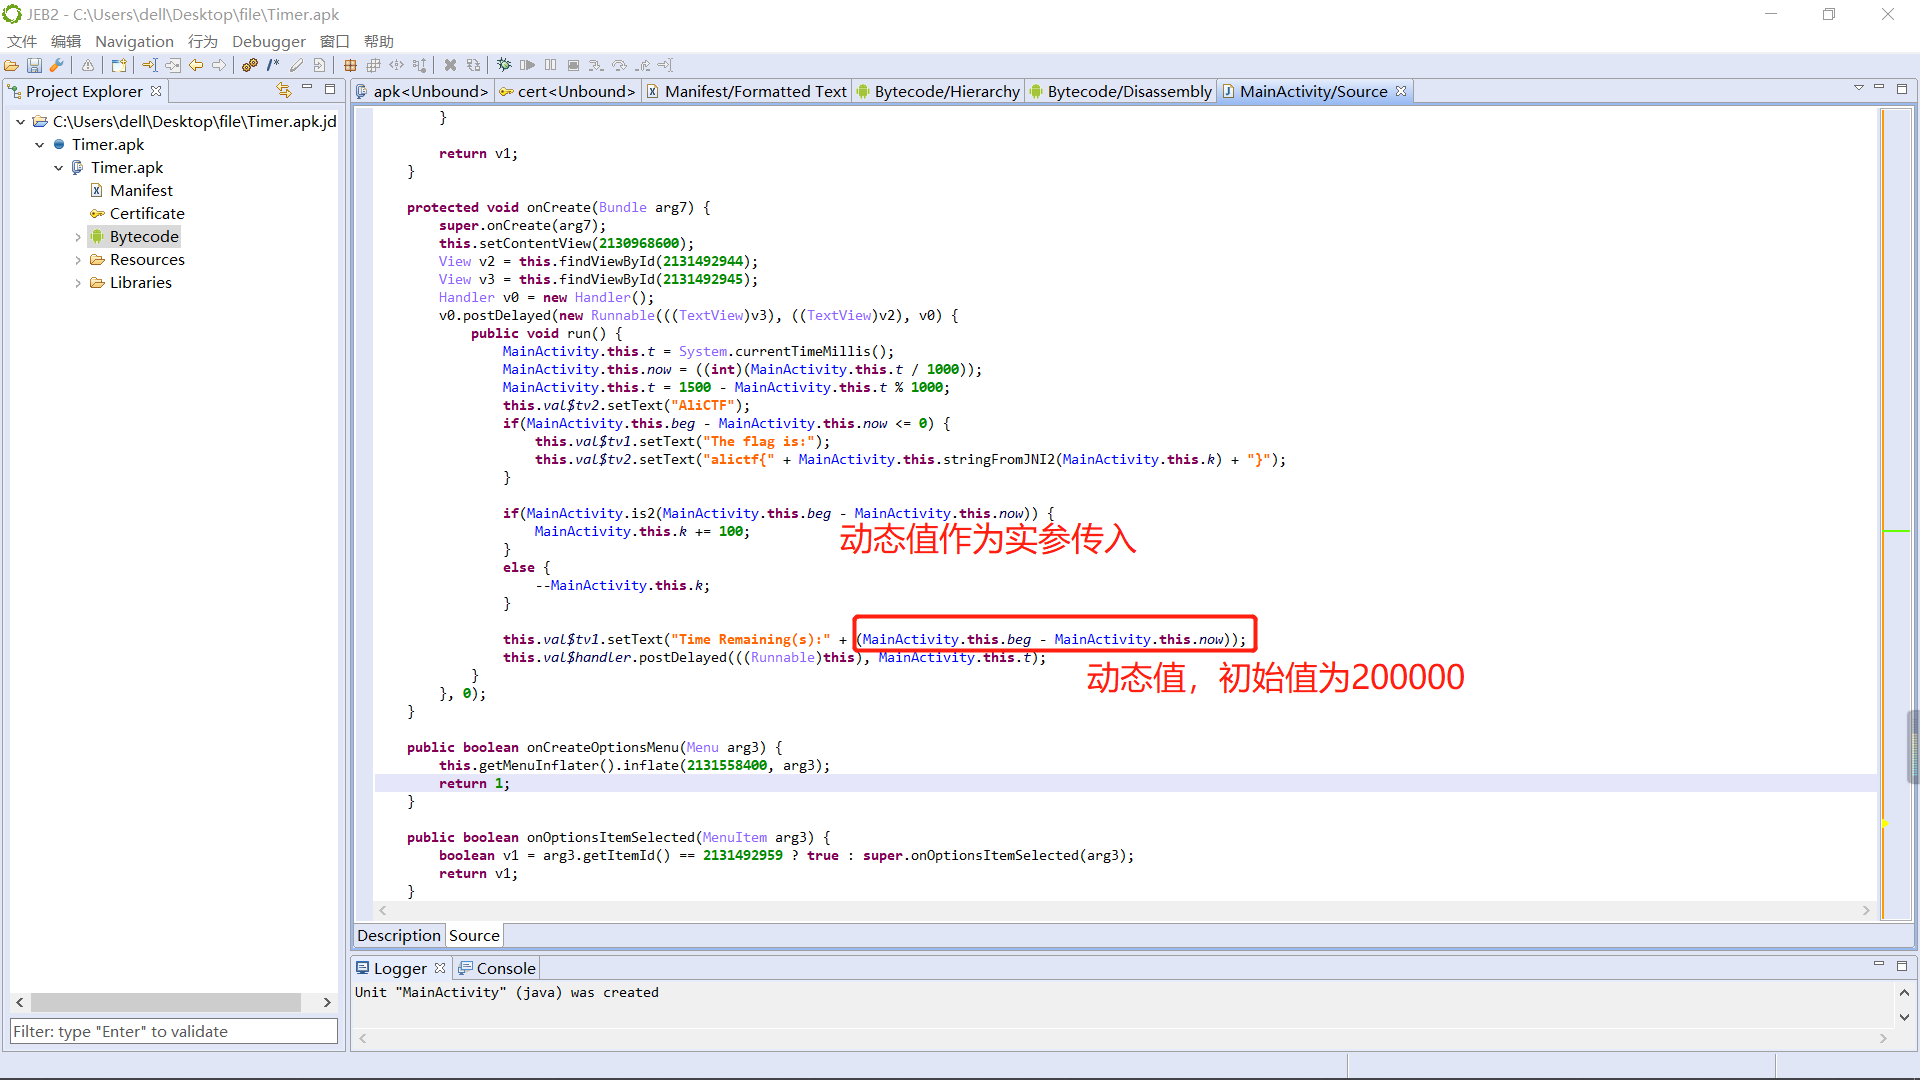 JEB2 - C:\Users\dell\Desktop\file\Timer.apk
文件 编辑 Navigation 行为 Debugger 窗口 帮助
Project Explorer
apk<Unbound> cert<Unbound> Manifest/Formatted Text Bytecode/Hierarchy Bytecode/Disassembly MainActivity/Source
C:\Users\dell\Desktop\file\Timer.apk.jd
Timer.apk
Timer.apk
Manifest
Certificate
Bytecode
Resources
Libraries
Filter: type "Enter" to validate
}
return v1;
}
protected void onCreate(Bundle arg7) {
super.onCreate(arg7);
this.setContentView(2130968600);
View v2 = this.findViewById(2131492944);
View v3 = this.findViewById(2131492945);
Handler v0 = new Handler();
v0.postDelayed(new Runnable(((TextView)v3), ((TextView)v2), v0) {
public void run() {
MainActivity.this.t = System.currentTimeMillis();
MainActivity.this.now = ((int)(MainActivity.this.t / 1000));
MainActivity.this.t = 1500 - MainActivity.this.t % 1000;
this.val$tv2.setText("AliCTF");
if(MainActivity.this.beg - MainActivity.this.now <= 0) {
this.val$tv1.setText("The flag is:");
this.val$tv2.setText("alictf{" + MainActivity.this.stringFromJNI2(MainActivity.this.k) + "}");
}
if(MainActivity.is2(MainActivity.this.beg - MainActivity.this.now)) {
MainActivity.this.k += 100;
动态值作为实参传入
}
else {
--MainActivity.this.k;
}
this.val$tv1.setText("Time Remaining(s):" + (MainActivity.this.beg - MainActivity.this.now));
this.val$handler.postDelayed(((Runnable)this), MainActivity.this.t);
动态值，初始值为200000
}
}, 0);
}
public boolean onCreateOptionsMenu(Menu arg3) {
this.getMenuInflater().inflate(2131558400, arg3);
return 1;
}
public boolean onOptionsItemSelected(MenuItem arg3) {
boolean v1 = arg3.getItemId() == 2131492959 ? true : super.onOptionsItemSelected(arg3);
return v1;
}
Description Source
Logger Console
Unit "MainActivity" (java) was created